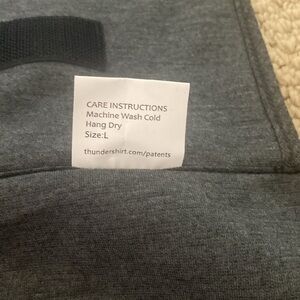 CARE INSTRUCTIONS
Machine Wash Cold
Hang Dry
Size:L
thundershirt.com/patents